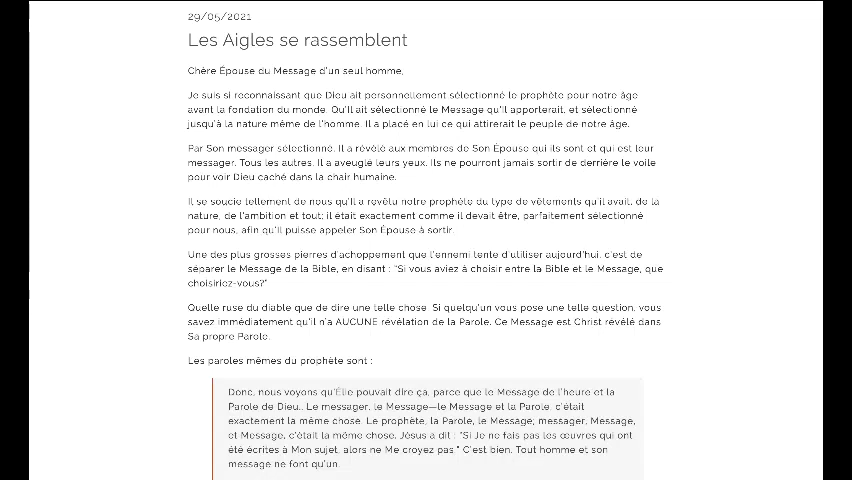 29/05/2021
Les Aigles se rassemblent
Chère Épouse du Message d'un seul homme,
Je suis si reconnaissant que Dieu ait personnellement sélectionné le prophète pour notre âge
avant la fondation du monde. Qu'Il ait sélectionné le Message qu'il apporterait, et sélectionné
jusqu'à la nature même de l'homme. Il a placé en lui ce qui attirerait le peuple de notre âge.
Par Son messager sélectionné, Il a révélé aux membres de Son Épouse qui ils sont et qui est leur
messager. Tous les autres, Il a aveuglé leurs yeux. Ils ne pourront jamais sortir de derrière le voile
pour voir Dieu caché dans la chair humaine.
Il se soucie tellement de nous qu'Il a revêtu notre prophète du type de vêtements qu'il avait, de la
nature, de l'ambition et tout; il était exactement comme il devait être, parfaitement sélectionné
pour nous, afin qu'il puisse appeler Son Épouse à sortir.
Une des plus grosses pierres d'achoppement que l'ennemi tente d'utiliser aujourd'hui, c'est de
séparer le Message de la Bible, en disant : "Si vous aviez à choisir entre la Bible et le Message, que
choisiriez-vous?"
Quelle ruse du diable que de dire une telle chose. Si quelqu'un vous pose une telle question, vous
savez immédiatement qu'il n'a AUCUNE révélation de la Parole. Ce Message est Christ révélé dans
Sa propre Parole.
Les paroles mêmes du prophète sont :
Donc, nous voyons qu'Élie pouvait dire ça, parce que le Message de l'heure et la
Parole de Dieu... Le messager, le Message—le Message et la Parole, c'était
exactement la même chose. Le prophète, la Parole, le Message; messager, Message,
et Message, c'était la même chose. Jésus a dit : "Si Je ne fais pas les œuvres qui ont
été écrites à Mon sujet, alors ne Me croyez pas." C'est bien. Tout homme et son
message ne font qu'un.